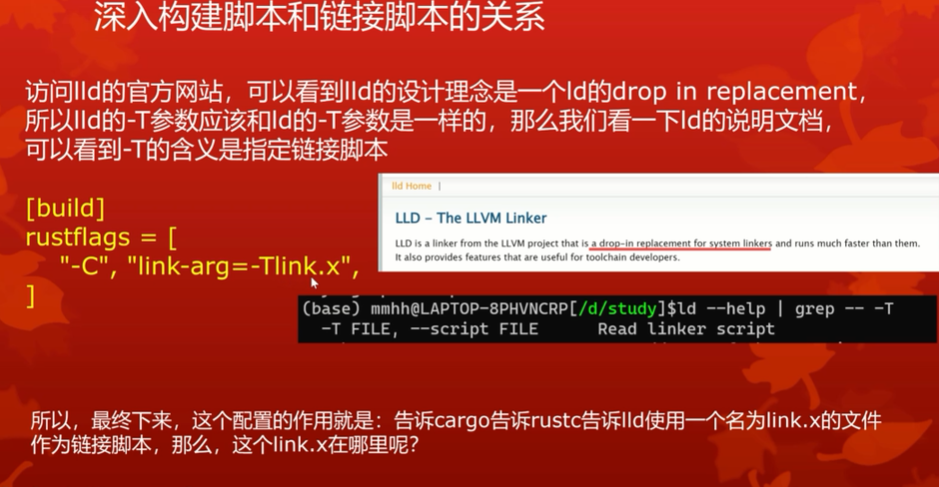 深入构建脚本和链接脚本的关系
访问lld的官方网站，可以看到lld的设计理念是一个ld的drop in replacement，
所以lld的-T参数应该和ld的-T参数是一样的，那么我们看一下ld的说明文档，
可以看到-T的含义是指定链接脚本
[build]
rustflags = [
"-C", "link-arg=-Tlink.x",
]
lld Home |
LLD - The LLVM Linker
LLD is a linker from the LLVM project that is a drop-in replacement for system linkers and runs much faster than them.
It also provides features that are useful for toolchain developers.
(base) mmhh@LAPTOP-8PHVNCRP[/d/study]$ld --help | grep -- -T
-T FILE, --script FILE Read linker script
所以，最终下来，这个配置的作用就是：告诉cargo告诉rustc告诉lld使用一个名为link.x的文件
作为链接脚本，那么，这个link.x在哪里呢？